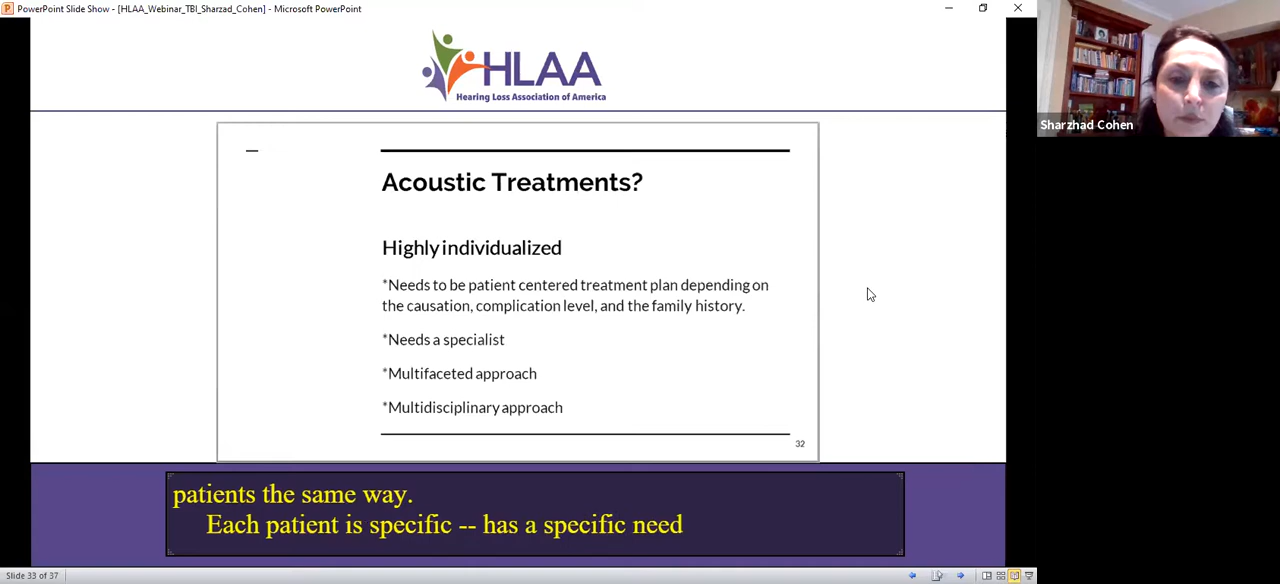 PowerPoint Slide Show - [HLAA_Webinar_TBI_Sharzad_Cohen] - Microsoft PowerPoint
HLAA
Hearing Loss Association of America
Sharzhad Cohen
Acoustic Treatments?
Highly individualized
*Needs to be patient centered treatment plan depending on
the causation, complication level, and the family history.
*Needs a specialist
*Multifaceted approach
*Multidisciplinary approach
32
patients the same way.
Each patient is specific -- has a specific need
Slide 33 of 37